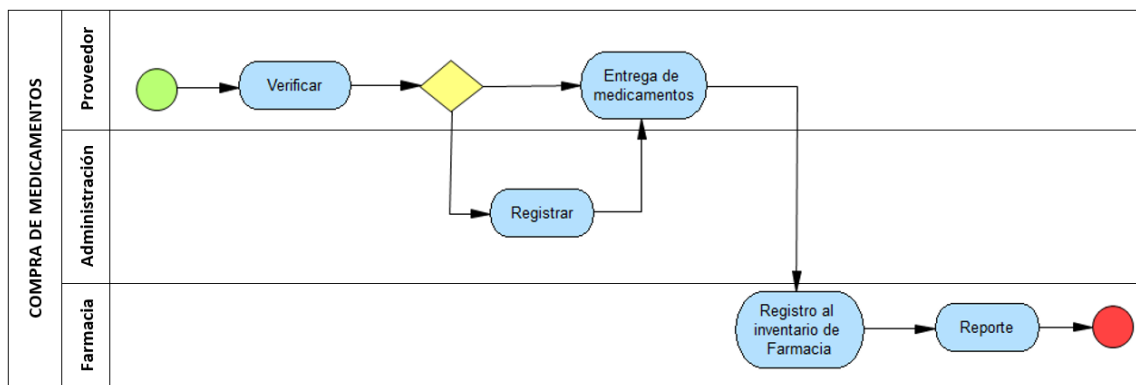 COMPRA DE MEDICAMENTOS
Proveedor
Verificar
Entrega de
medicamentos
Administración
Registrar
Farmacia
Registro al
inventario de
Farmacia
Reporte